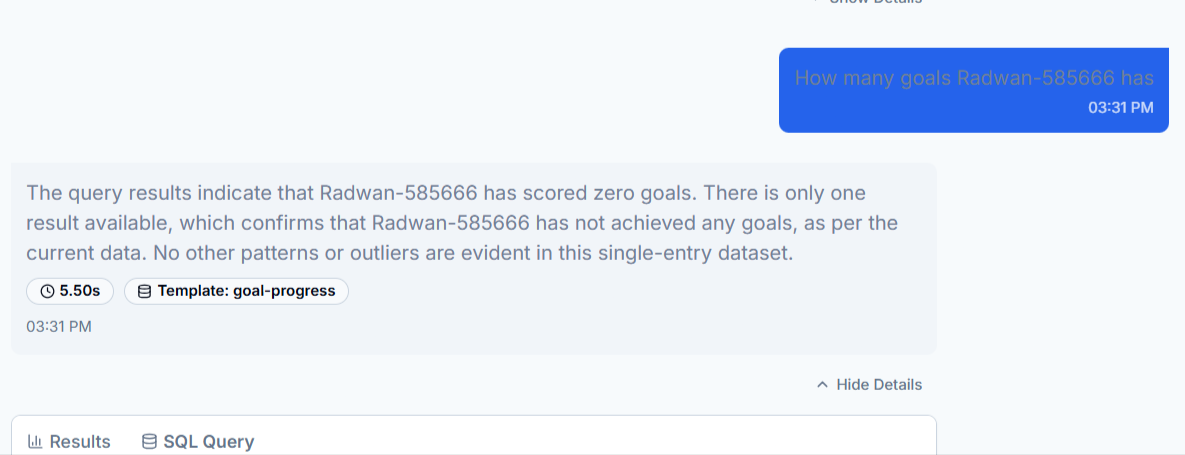 Show Details
How many goals Radwan-585666 has
03:31 PM
The query results indicate that Radwan-585666 has scored zero goals. There is only one
result available, which confirms that Radwan-585666 has not achieved any goals, as per the
current data. No other patterns or outliers are evident in this single-entry dataset.
5.50s Template: goal-progress
03:31 PM
Hide Details
Results SQL Query